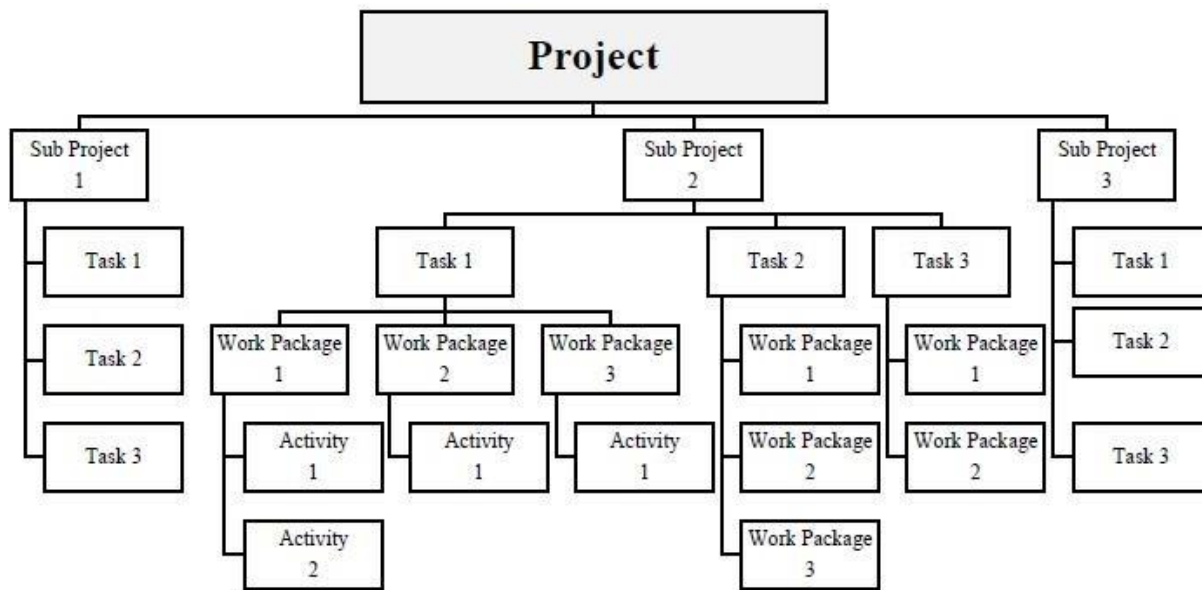 Project
Sub Project
1
Sub Project
2
Sub Project
3
Task 1
Task 2
Task 3
Task 1
Work Package
1
Activity
1
Activity
2
Work Package
2
Activity
1
Work Package
3
Activity
1
Task 2
Work Package
1
Work Package
2
Work Package
3
Task 3
Work Package
1
Work Package
2
Task 1
Task 2
Task 3